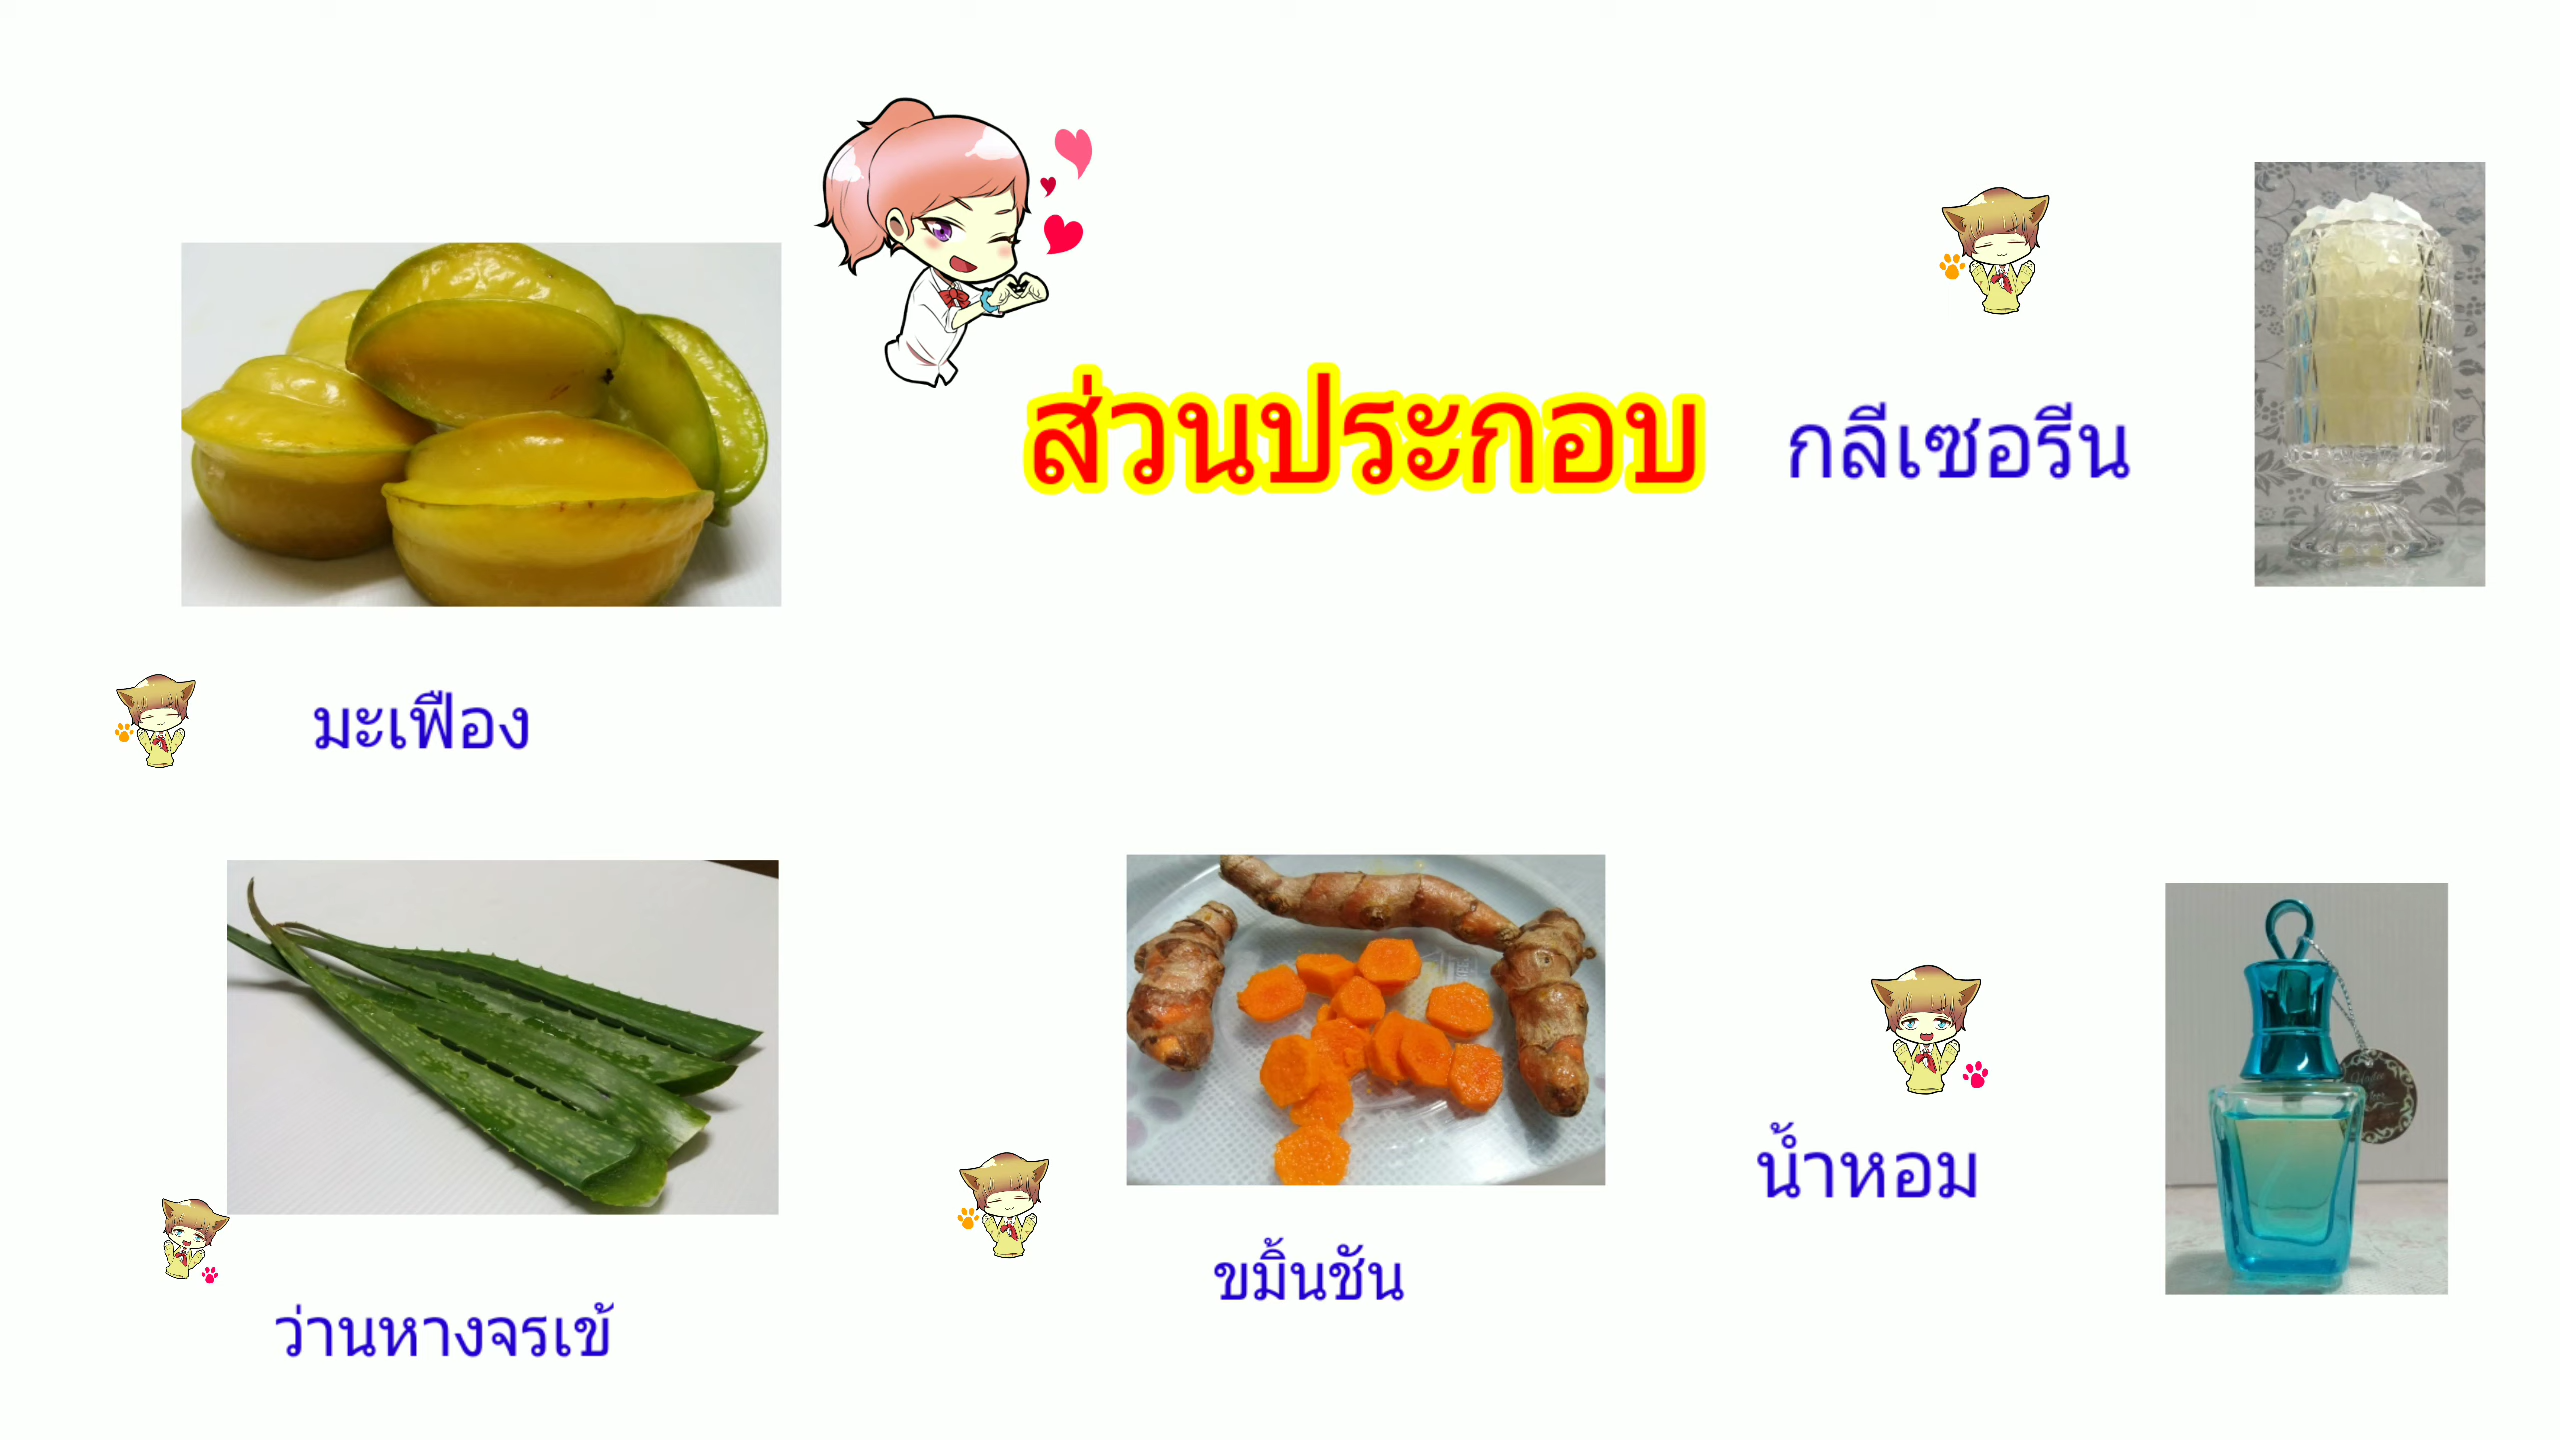 ส่วนประกอบ
กลีเซอรีน
มะเฟือง
น้ำหอม
ขมิ้นชัน
ว่านหางจรเข้